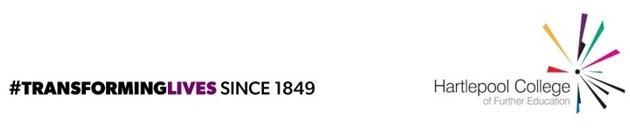 #TRANSFORMINGLIVES SINCE 1849
Hartlepool College
of Further Education